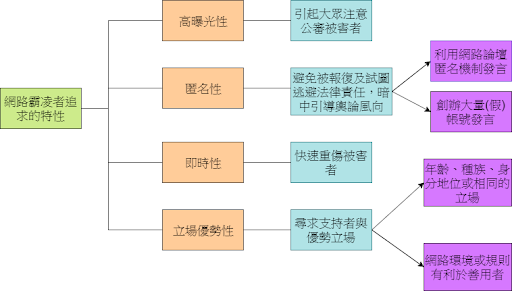 網路霸凌者追
求的特性
高曝光性
引起大眾注意
公審被害者
匿名性
避免被報復及試圖
逃避法律責任，暗
中引導輿論風向
利用網路論壇
匿名機制發言
創辦大量(假)
帳號發言
即時性
快速重傷被害
者
立場優勢性
尋求支持者與
優勢立場
年齡、種族、身
分地位或相同的
立場
網路環境或規則
有利於善用者